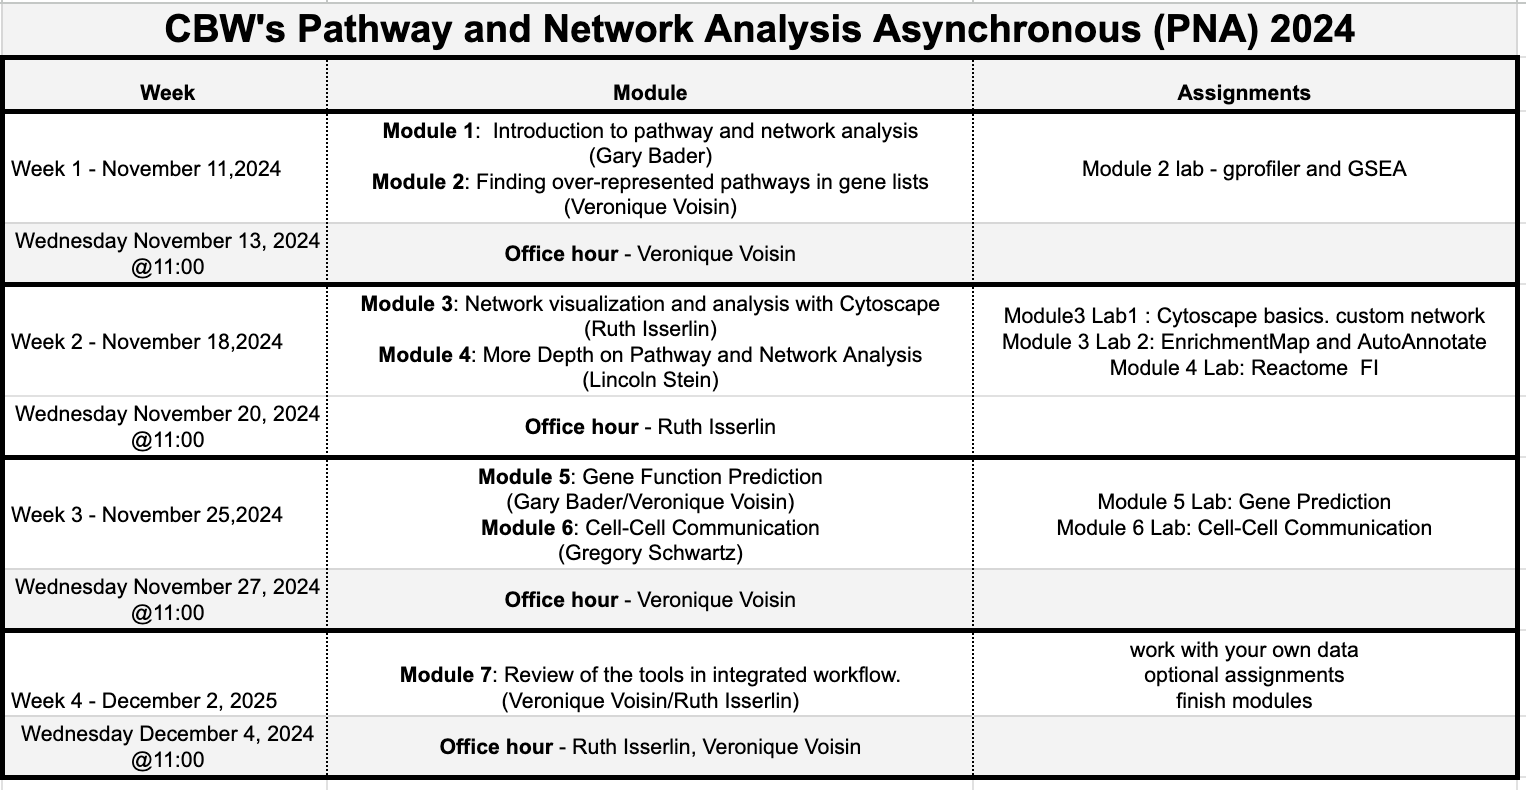 CBW's Pathway and Network Analysis Asynchronous (PNA) 2024
Week
Module
Assignments
Week 1 - November 11,2024
Module 1:  Introduction to pathway and network analysis
(Gary Bader)
Module 2: Finding over-represented pathways in gene lists
(Veronique Voisin)
Module 2 lab - gprofiler and GSEA
Wednesday November 13, 2024
@11:00
Office hour - Veronique Voisin
Week 2 - November 18,2024
Module 3: Network visualization and analysis with Cytoscape
(Ruth Isserlin)
Module 4: More Depth on Pathway and Network Analysis
(Lincoln Stein)
Module3 Lab1 : Cytoscape basics. custom network
Module 3 Lab 2: EnrichmentMap and AutoAnnotate
Module 4 Lab: Reactome  FI
Wednesday November 20, 2024
@11:00
Office hour - Ruth Isserlin
Week 3 - November 25,2024
Module 5: Gene Function Prediction
(Gary Bader/Veronique Voisin)
Module 6: Cell-Cell Communication
(Gregory Schwartz)
Module 5 Lab: Gene Prediction
Module 6 Lab: Cell-Cell Communication
Wednesday November 27, 2024
@11:00
Office hour - Veronique Voisin
Week 4 - December 2, 2025
Module 7: Review of the tools in integrated workflow.
(Veronique Voisin/Ruth Isserlin)
work with your own data
optional assignments
finish modules
Wednesday December 4, 2024
@11:00
Office hour - Ruth Isserlin, Veronique Voisin